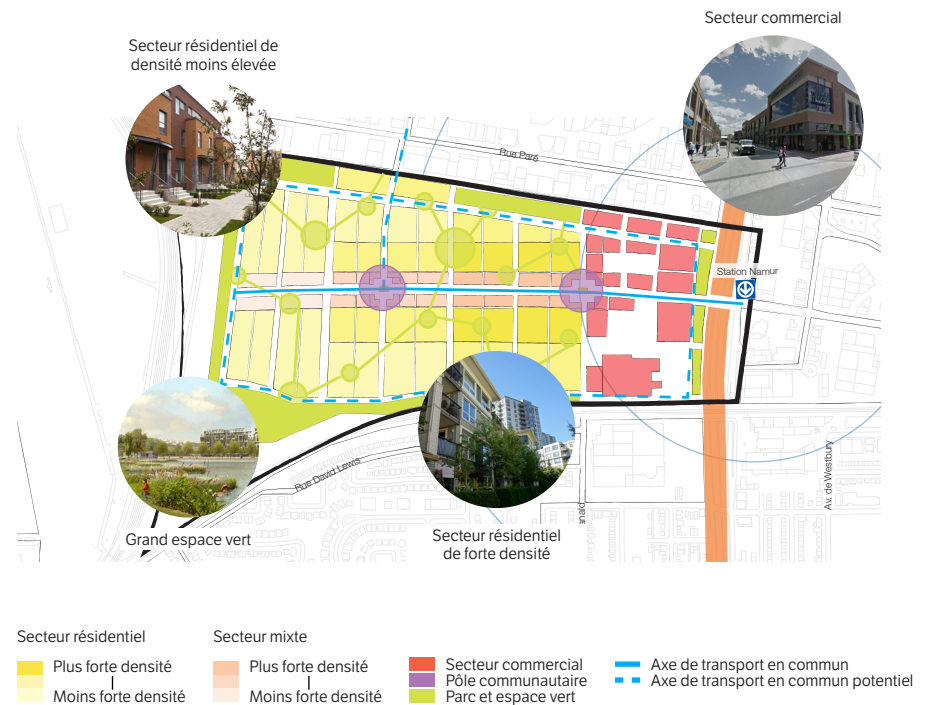 Secteur commercial
Secteur résidentiel de
densité moins élevée
Rue Paré
Station Namur
Rue David Lewis
Av. de Westbury
Grand espace vert
Secteur résidentiel
de forte densité
Secteur résidentiel
Plus forte densité
Moins forte densité
Secteur mixte
Plus forte densité
Moins forte densité
Secteur commercial
Pôle communautaire
Parc et espace vert
Axe de transport en commun
Axe de transport en commun potentiel